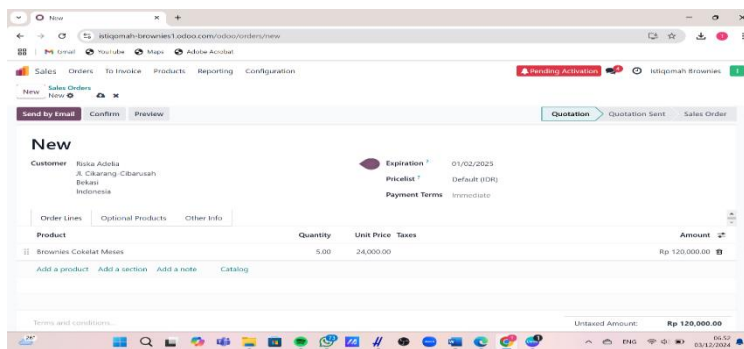 New
istiqomah-brownies1.odoo.com/odoo/orders/new
Gmail YouTube Maps Adobe Acrobat
Sales Orders To Invoice Products Reporting Configuration Pending Activation Istiqomah Brownies
New Sales Orders
New
Send by Email Confirm Preview Quotation Quotation Sent Sales Order
New
Customer Riska Adelia Expiration ? 01/02/2025
Jl. Cikarang-Cibarusah
Bekasi Pricelist ? Default (IDR)
Indonesia
Payment Terms Immediate
Order Lines Optional Products Other Info
Product Quantity Unit Price Taxes Amount
Brownies Cokelat Meses 5.00 24,000.00 Rp 120,000.00
Add a product Add a section Add a note Catalog
Terms and conditions... Untaxed Amount: Rp 120,000.00
26° ENG 06.52
03/12/2024